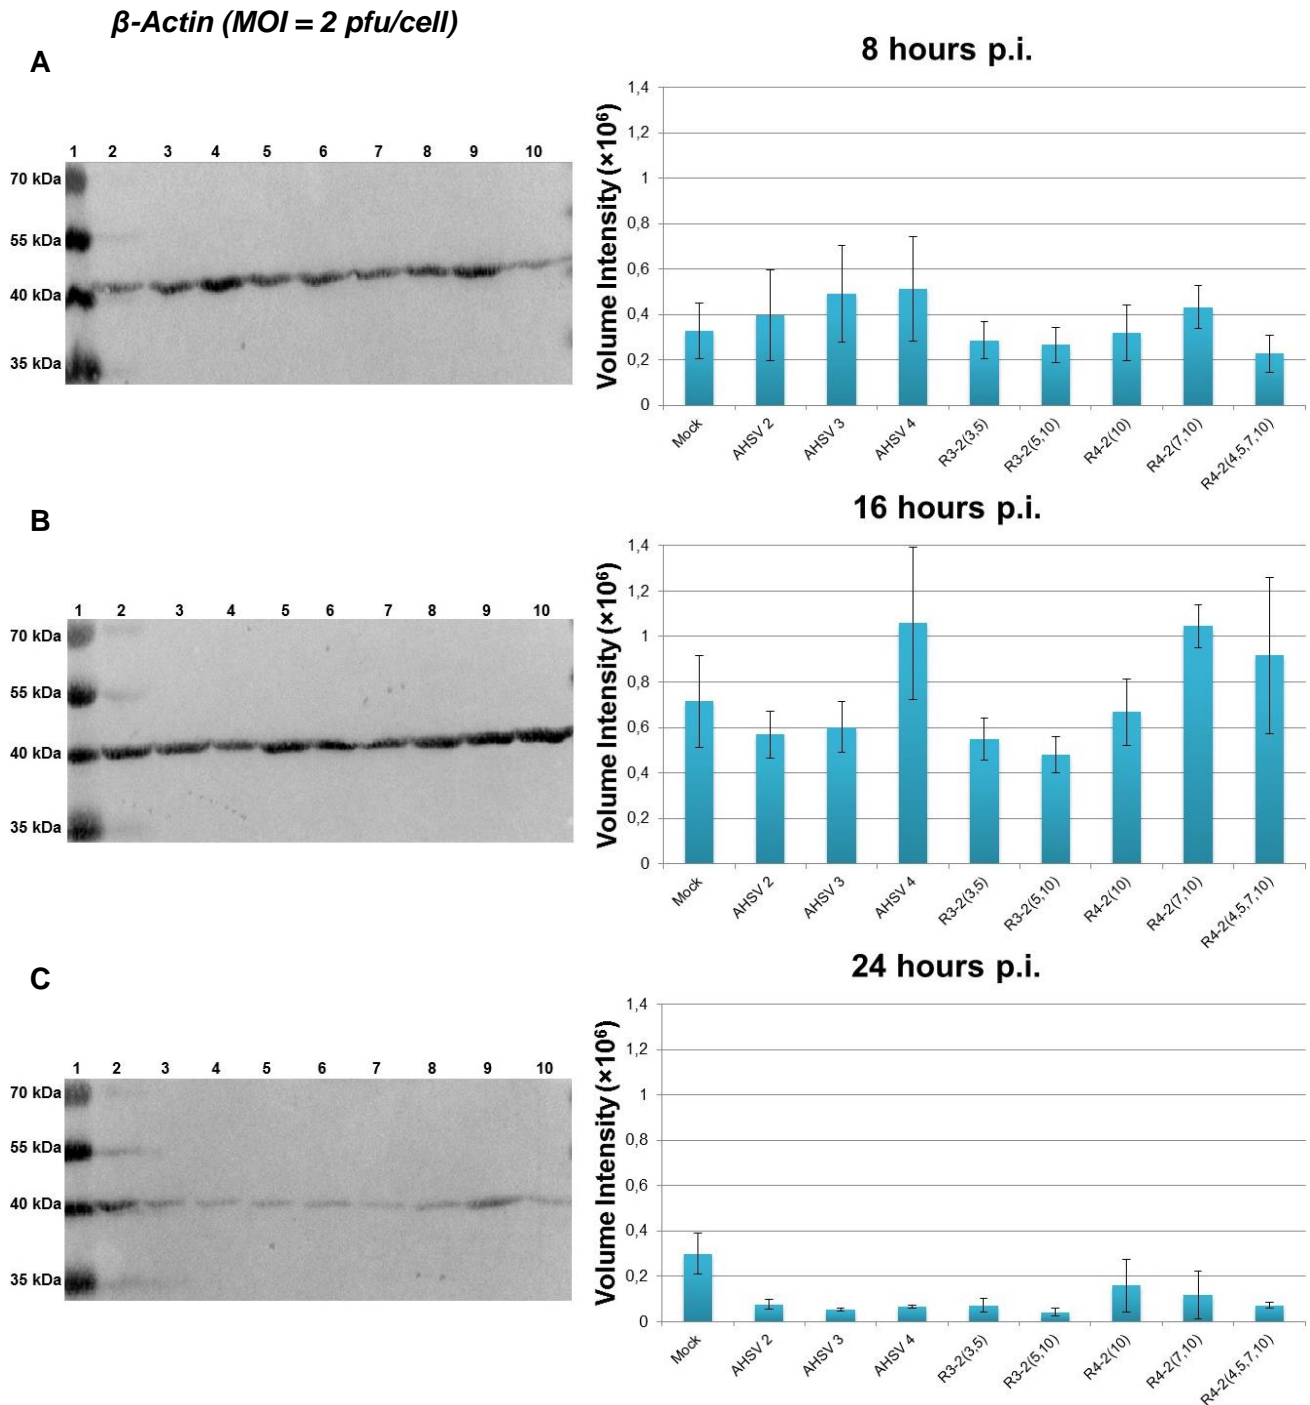 β-Actin (MOI = 2 pfu/cell)
A
1 2 3 4 5 6 7 8 9 10
70 kDa
55 kDa
40 kDa
35 kDa
8 hours p.i.
Volume Intensity (×10⁶)
1,4
1,2
1
0,8
0,6
0,4
0,2
0
Mock AHSV 2 AHSV 3 AHSV 4 R3-2(3,5) R3-2(5,10) R4-2(10) R4-2(7,10) R4-2(4,5,7,10)
B
1 2 3 4 5 6 7 8 9 10
70 kDa
55 kDa
40 kDa
35 kDa
16 hours p.i.
Volume Intensity (×10⁶)
1,4
1,2
1
0,8
0,6
0,4
0,2
0
Mock AHSV 2 AHSV 3 AHSV 4 R3-2(3,5) R3-2(5,10) R4-2(10) R4-2(7,10) R4-2(4,5,7,10)
C
1 2 3 4 5 6 7 8 9 10
70 kDa
55 kDa
40 kDa
35 kDa
24 hours p.i.
Volume Intensity (×10⁶)
1,4
1,2
1
0,8
0,6
0,4
0,2
0
Mock AHSV 2 AHSV 3 AHSV 4 R3-2(3,5) R3-2(5,10) R4-2(10) R4-2(7,10) R4-2(4,5,7,10)